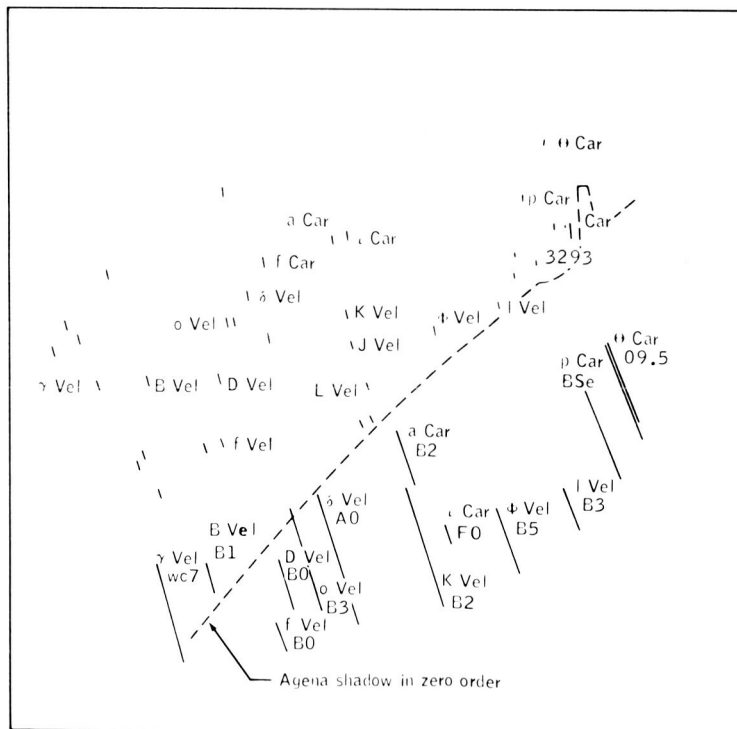 θ Car
p Car
a Car
Car
ι Car
f Car
3293
δ Vel
K Vel
Φ Vel
l Vel
o Vel
J Vel
θ Car
09.5
p Car
BSe
γ Vel
B Vel
D Vel
L Vel
a Car
B2
f Vel
δ Vel
A0
ι Car
F0
Φ Vel
B5
l Vel
B3
B Vel
B1
γ Vel
wc7
D Vel
B0
o Vel
B3
K Vel
B2
f Vel
B0
Agena shadow in zero order